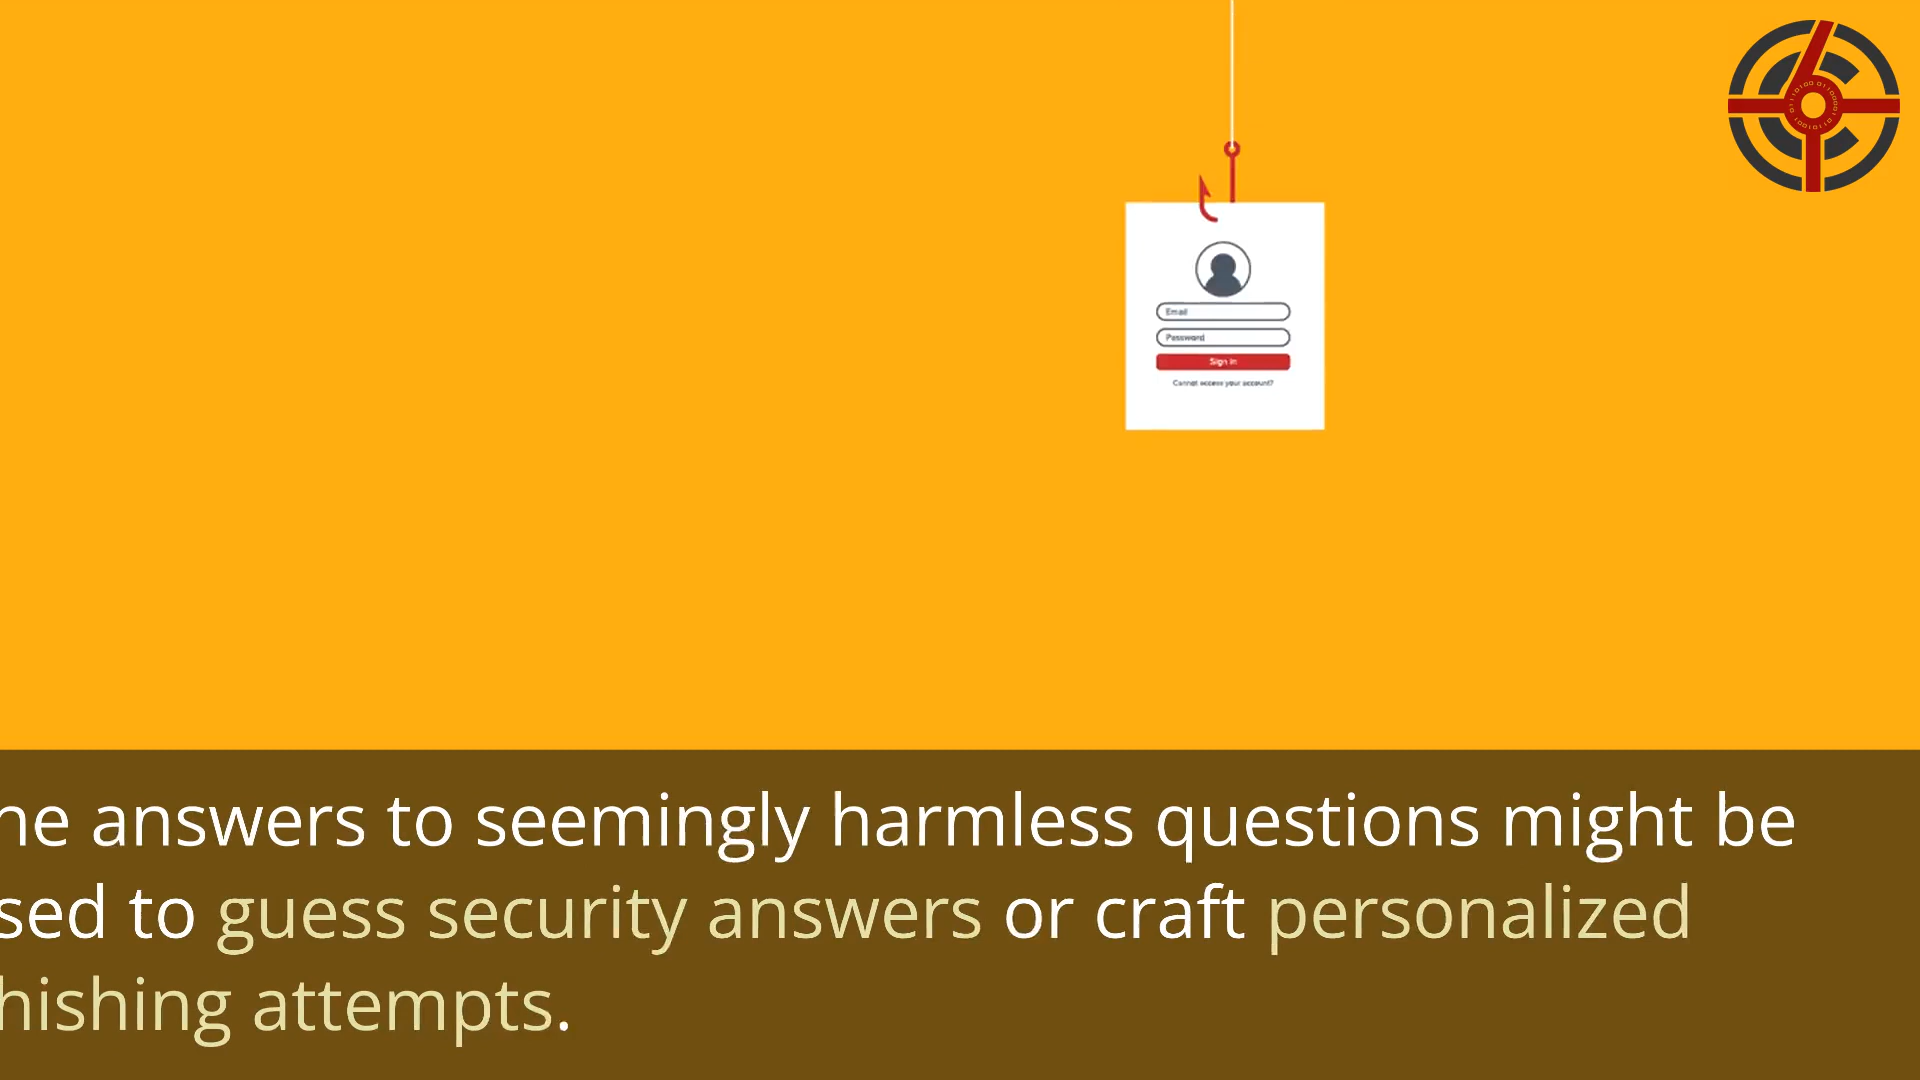 Email
Password
Sign in
Cannot access your account?
he answers to seemingly harmless questions might be
sed to guess security answers or craft personalized
hishing attempts.